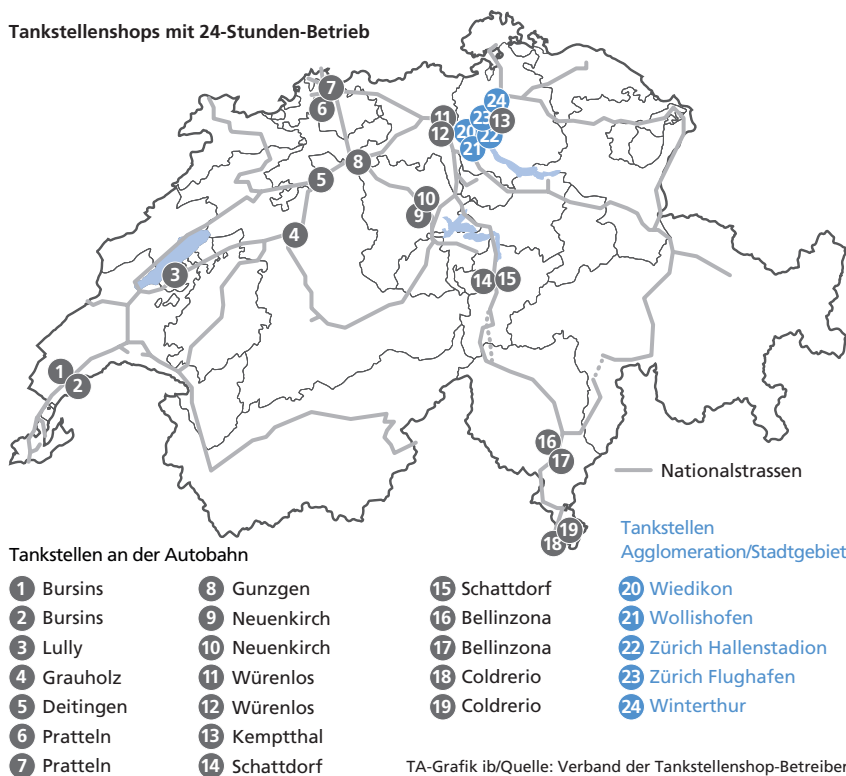 Tankstellenshops mit 24-Stunden-Betrieb
7
6
24
23
13
11
20
22
12
21
8
5
10
9
4
3
14
15
1
2
16
17
19
18
Nationalstrassen
Tankstellen an der Autobahn
1 Bursins
2 Bursins
3 Lully
4 Grauholz
5 Deitingen
6 Pratteln
7 Pratteln
8 Gunzgen
9 Neuenkirch
10 Neuenkirch
11 Würenlos
12 Würenlos
13 Kemptthal
14 Schattdorf
15 Schattdorf
16 Bellinzona
17 Bellinzona
18 Coldrerio
19 Coldrerio
Tankstellen
Agglomeration/Stadtgebiet
20 Wiedikon
21 Wollishofen
22 Zürich Hallenstadion
23 Zürich Flughafen
24 Winterthur
TA-Grafik ib/Quelle: Verband der Tankstellenshop-Betreiber